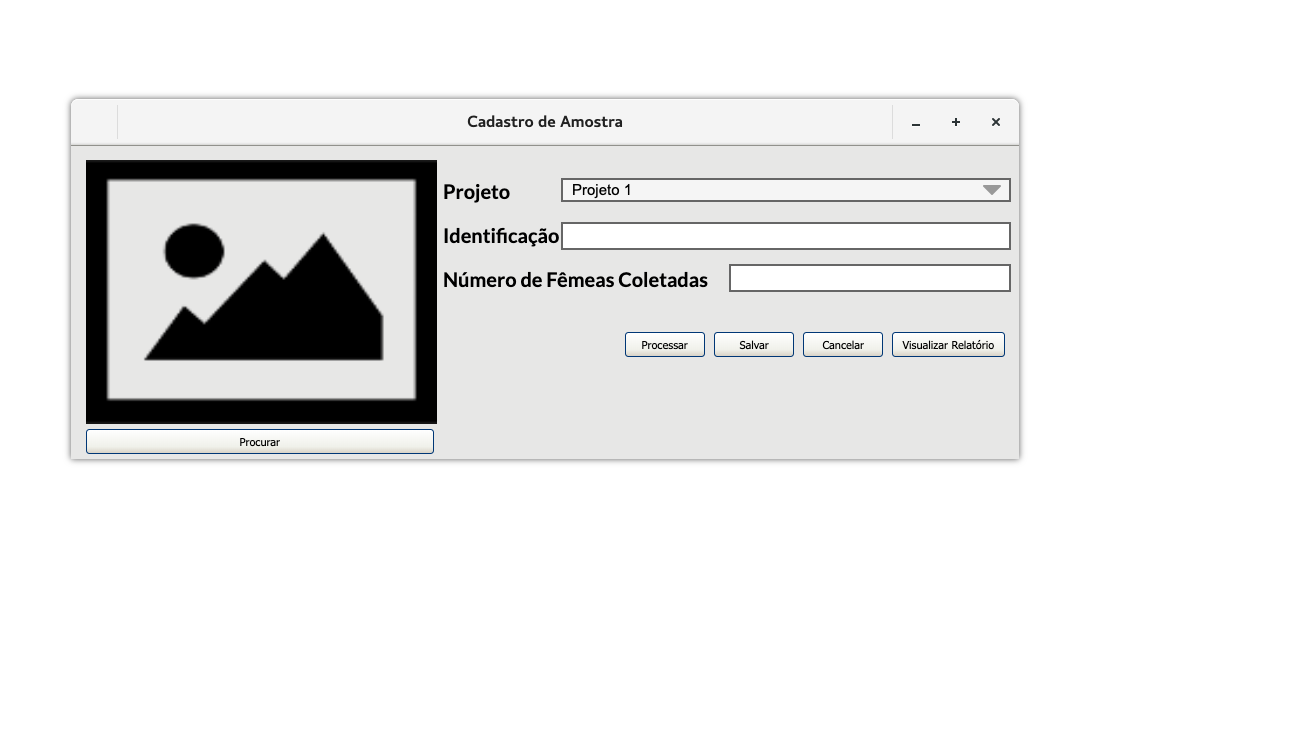 Cadastro de Amostra
Projeto Projeto 1
Identificação
Número de Fêmeas Coletadas
Processar Salvar Cancelar Visualizar Relatório
Procurar